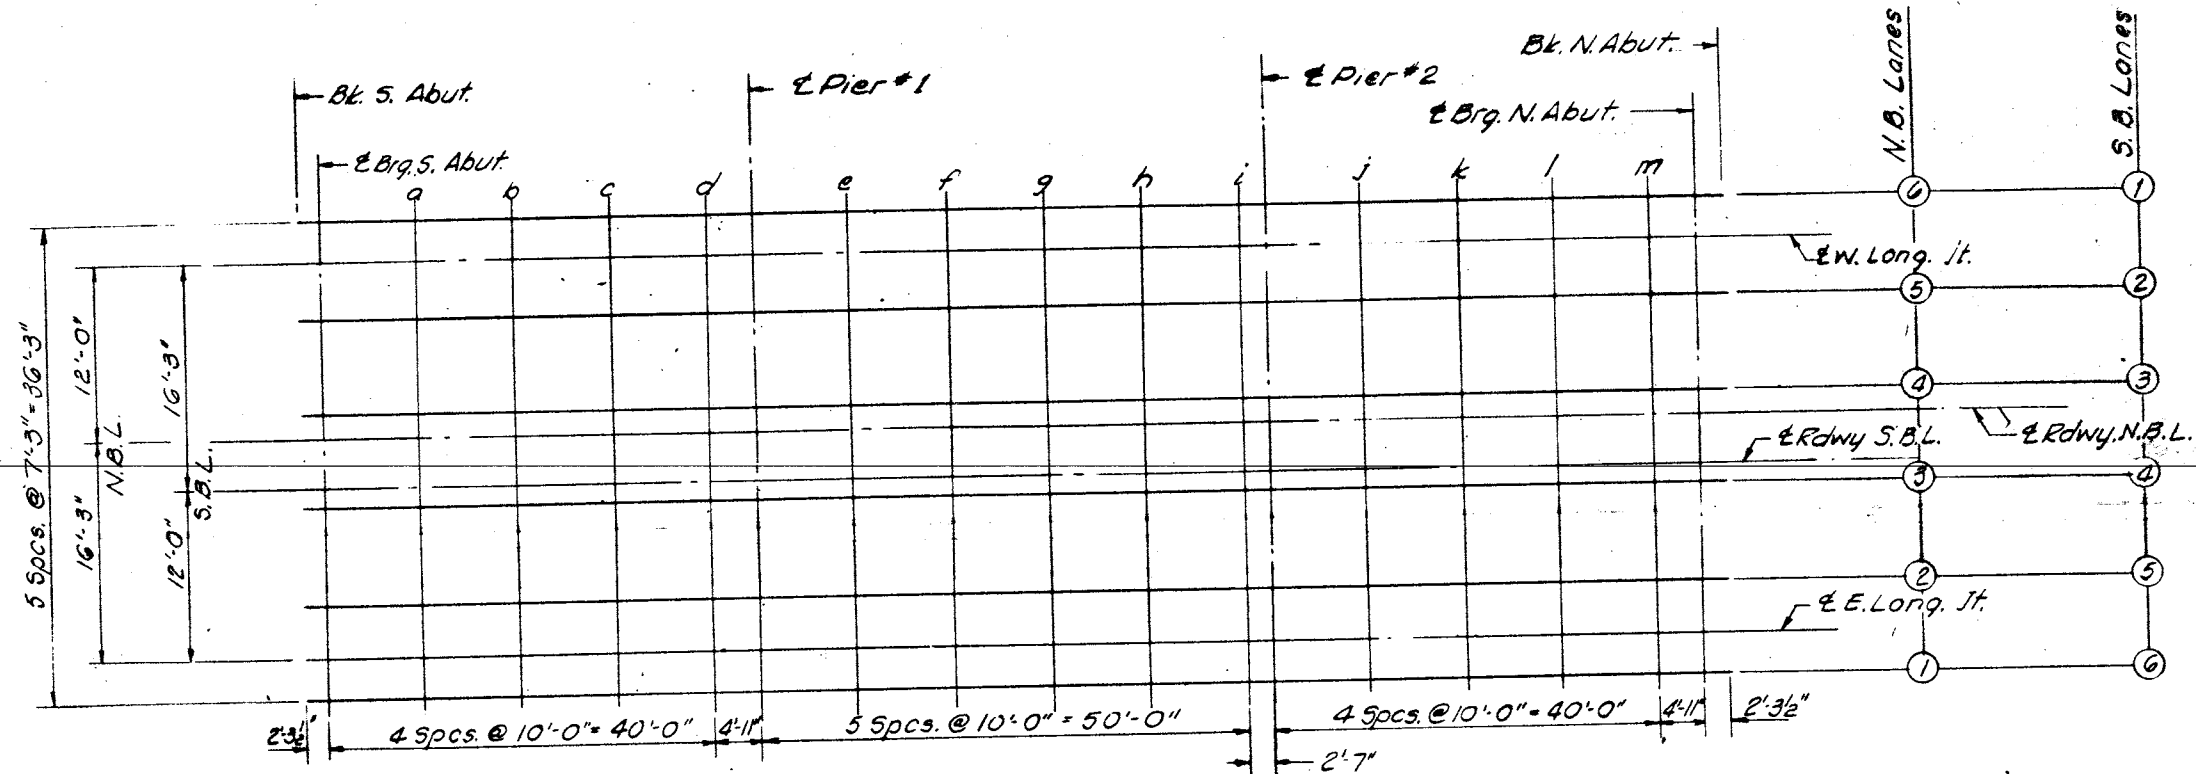 Bk. N. Abut.
N.B. Lanes
S.B. Lanes
Bk. S. Abut.
℄ Pier #1
℄ Pier #2
℄ Brg. N. Abut.
℄ Brg. S. Abut.
a b c d e f g h i j k l m
6 1
℄ W. Long. Jt.
5 2
5 Spcs. @ 7'-3" = 36'-3"
12'-0"
16'-3"
4 3
N.B.L.
℄ Rdwy S.B.L.
℄ Rdwy. N.B.L.
S.B.L.
3 4
16'-3"
12'-0"
2 5
℄ E. Long. Jt.
1 6
2'-3½"
4 Spcs. @ 10'-0" = 40'-0"
4'-11"
5 Spcs. @ 10'-0" = 50'-0"
4 Spcs. @ 10'-0" = 40'-0"
4'-11"
2'-3½"
2'-7"